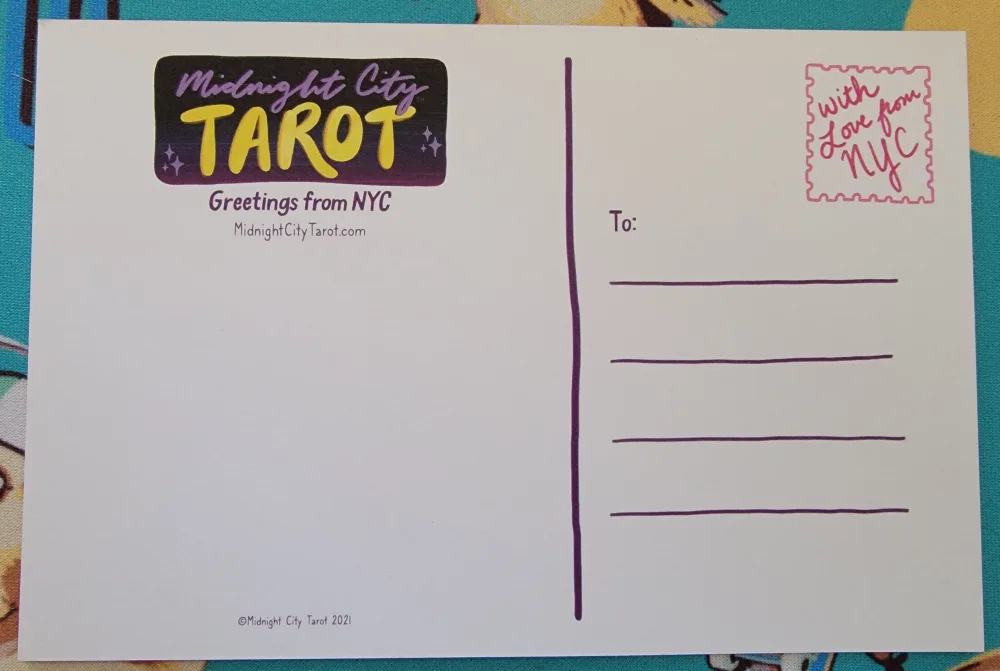 Midnight City
TAROT
Greetings from NYC
MidnightCityTarot.com
©Midnight City Tarot 2021
with
Love from
NYC
To: